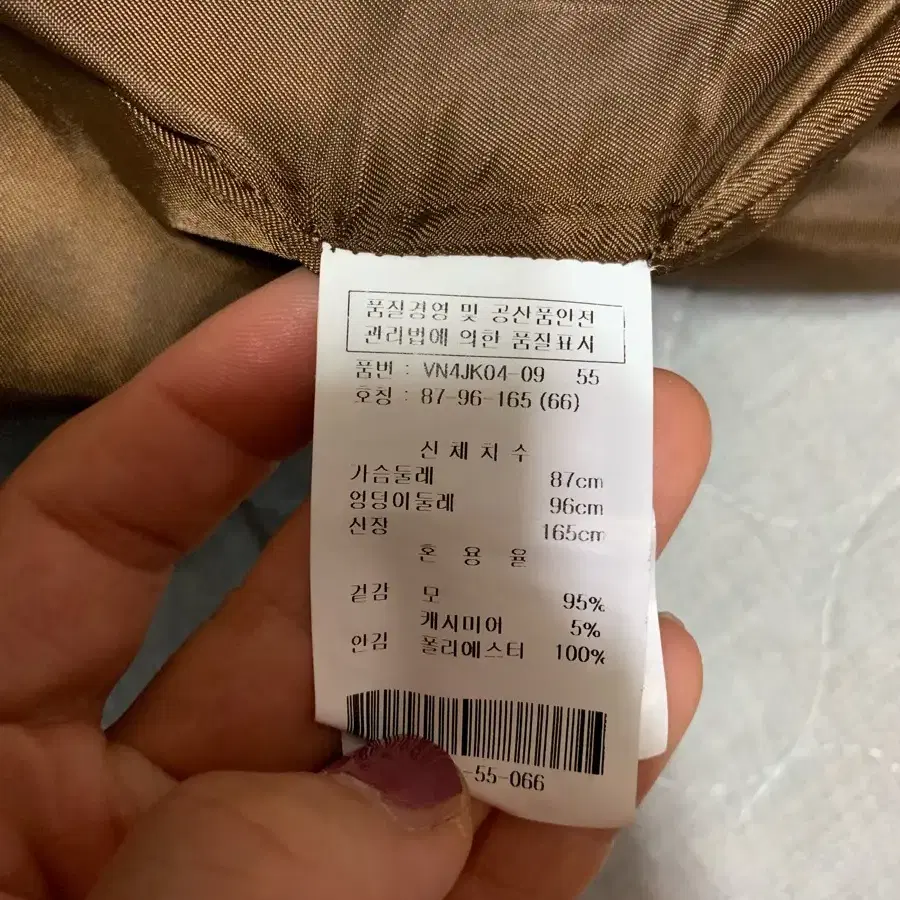 품질경영 및 공산품안전
관리법에 의한 품질표시
품번 : VN4JK04-09 55
호칭 : 87-96-165 (66)
신체치수
가슴둘레 87cm
엉덩이둘레 96cm
신장 165cm
혼 용 율
겉감 모 95%
캐시미어 5%
안감 폴리에스터 100%
-55-066